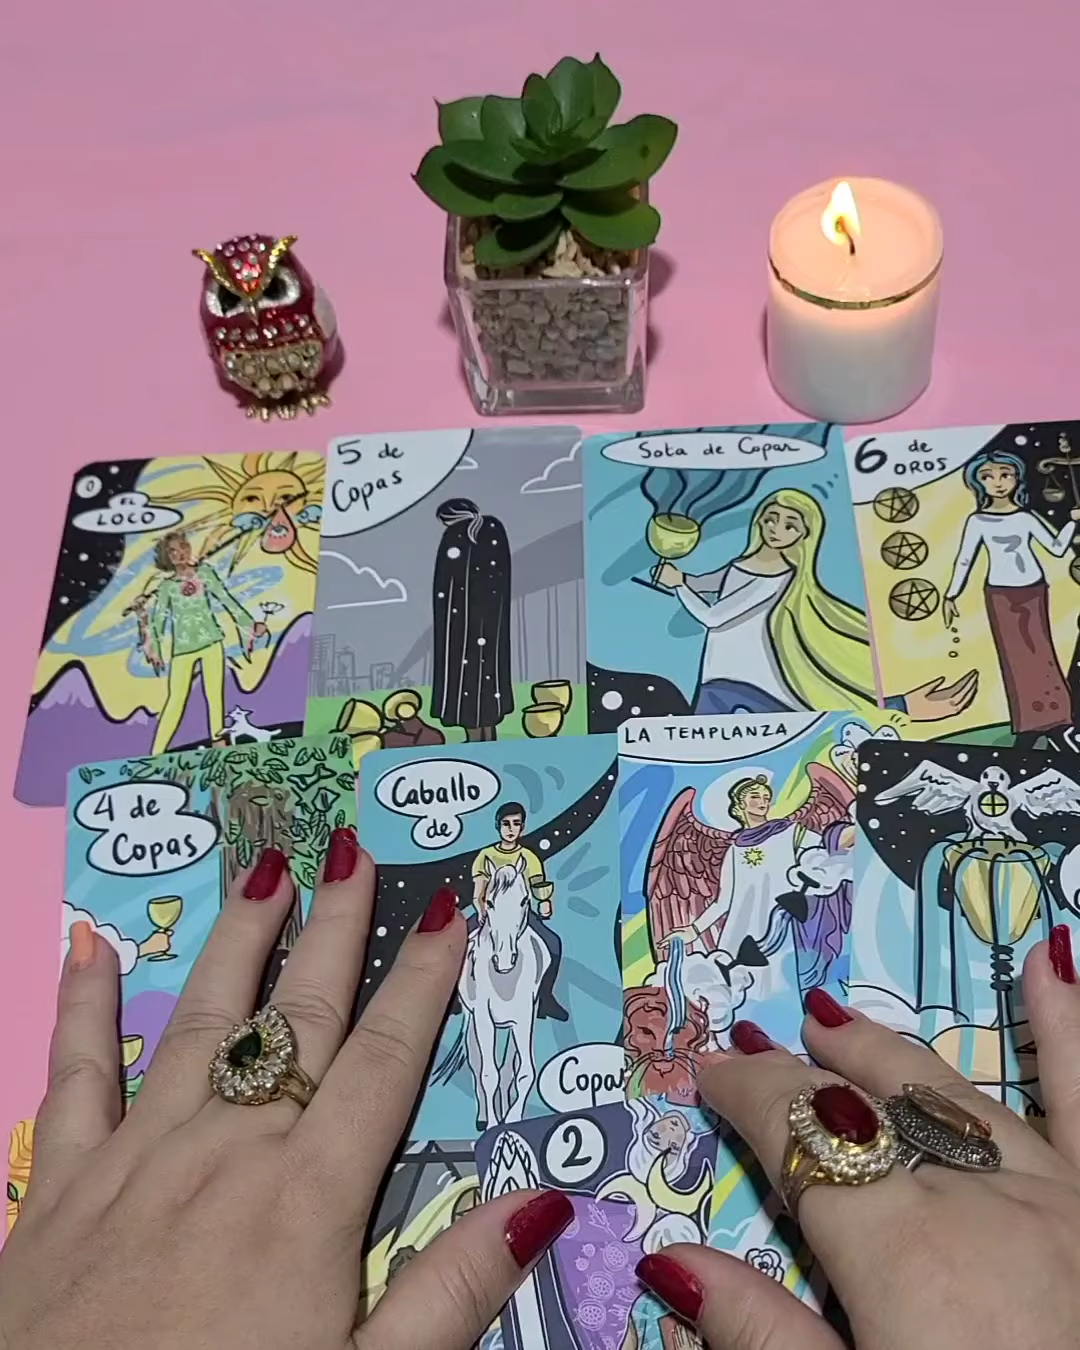 0
EL
LOCO
5 de
Copas
Sota de Copas
6 de
OROS
4 de
Copas
Caballo
de
Copas
LA TEMPLANZA
2